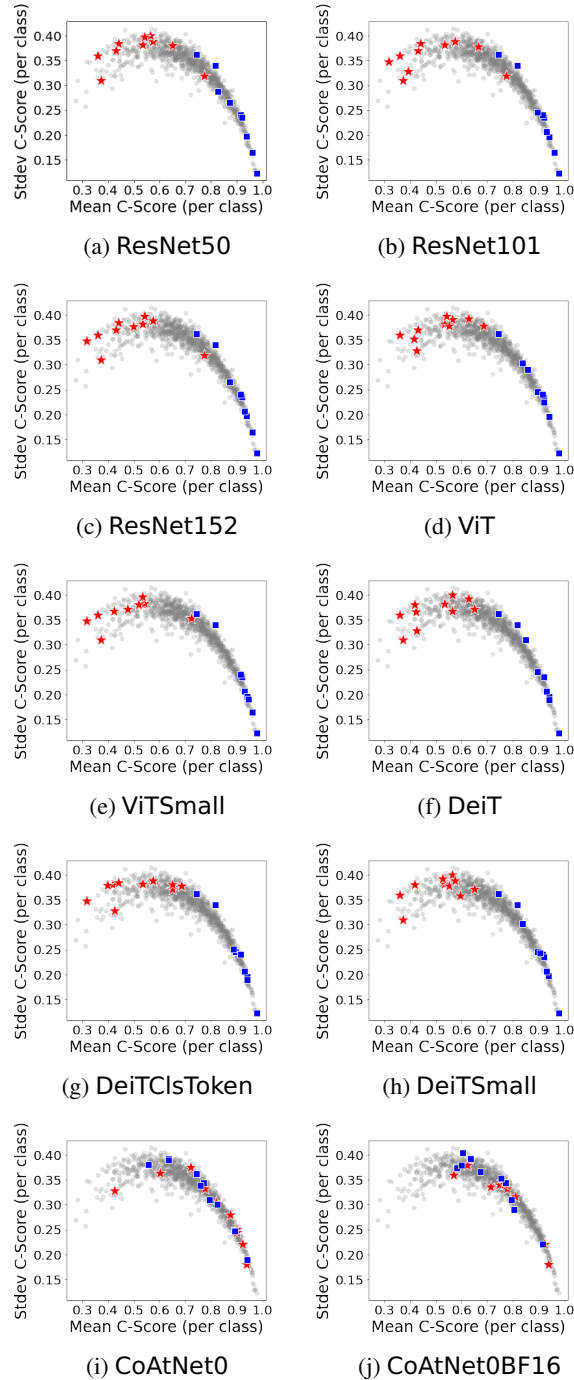 0.40
0.35
0.30
0.25
0.20
0.15
Stdev C-Score (per class)
0.3 0.4 0.5 0.6 0.7 0.8 0.9 1.0
Mean C-Score (per class)
(a) ResNet50
0.40
0.35
0.30
0.25
0.20
0.15
Stdev C-Score (per class)
0.3 0.4 0.5 0.6 0.7 0.8 0.9 1.0
Mean C-Score (per class)
(b) ResNet101
0.40
0.35
0.30
0.25
0.20
0.15
Stdev C-Score (per class)
0.3 0.4 0.5 0.6 0.7 0.8 0.9 1.0
Mean C-Score (per class)
(c) ResNet152
0.40
0.35
0.30
0.25
0.20
0.15
Stdev C-Score (per class)
0.3 0.4 0.5 0.6 0.7 0.8 0.9 1.0
Mean C-Score (per class)
(d) ViT
0.40
0.35
0.30
0.25
0.20
0.15
Stdev C-Score (per class)
0.3 0.4 0.5 0.6 0.7 0.8 0.9 1.0
Mean C-Score (per class)
(e) ViTSmall
0.40
0.35
0.30
0.25
0.20
0.15
Stdev C-Score (per class)
0.3 0.4 0.5 0.6 0.7 0.8 0.9 1.0
Mean C-Score (per class)
(f) DeiT
0.40
0.35
0.30
0.25
0.20
0.15
Stdev C-Score (per class)
0.3 0.4 0.5 0.6 0.7 0.8 0.9 1.0
Mean C-Score (per class)
(g) DeiTClsToken
0.40
0.35
0.30
0.25
0.20
0.15
Stdev C-Score (per class)
0.3 0.4 0.5 0.6 0.7 0.8 0.9 1.0
Mean C-Score (per class)
(h) DeiTSmall
0.40
0.35
0.30
0.25
0.20
0.15
Stdev C-Score (per class)
0.3 0.4 0.5 0.6 0.7 0.8 0.9 1.0
Mean C-Score (per class)
(i) CoAtNet0
0.40
0.35
0.30
0.25
0.20
0.15
Stdev C-Score (per class)
0.3 0.4 0.5 0.6 0.7 0.8 0.9 1.0
Mean C-Score (per class)
(j) CoAtNet0BF16